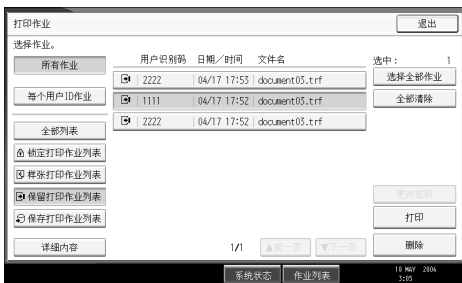 打印作业
退出
选择作业。
所有作业
每个用户ID作业
全部列表
锁定打印作业列表
样张打印作业列表
保留打印作业列表
保存打印作业列表
详细内容
用户识别码 日期／时间 文件名
2222 04/17 17:53 document03.trf
1111 04/17 17:52 document03.trf
2222 04/17 17:52 document03.trf
1/1
▲前一页
▼下一页
选中： 1
选择全部作业
全部清除
更改密码
打印
删除
系统状态
作业列表
18 MAY 2006
3:05